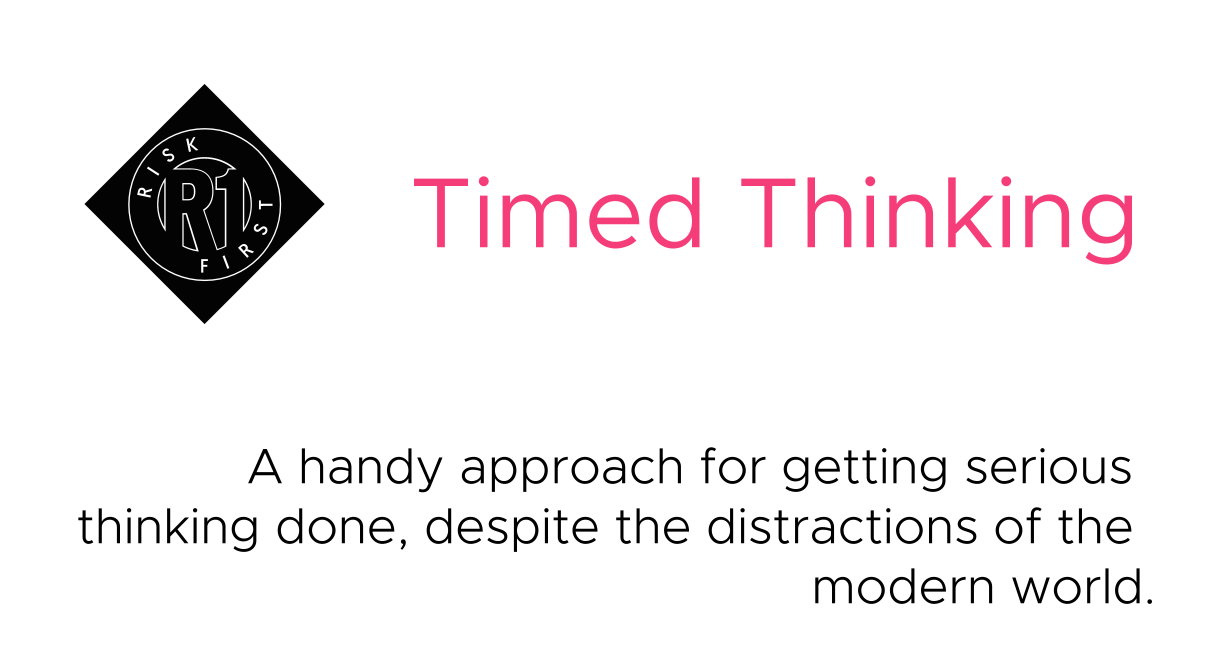 RISK
R1
FIRST
Timed Thinking
A handy approach for getting serious
thinking done, despite the distractions of the
modern world.